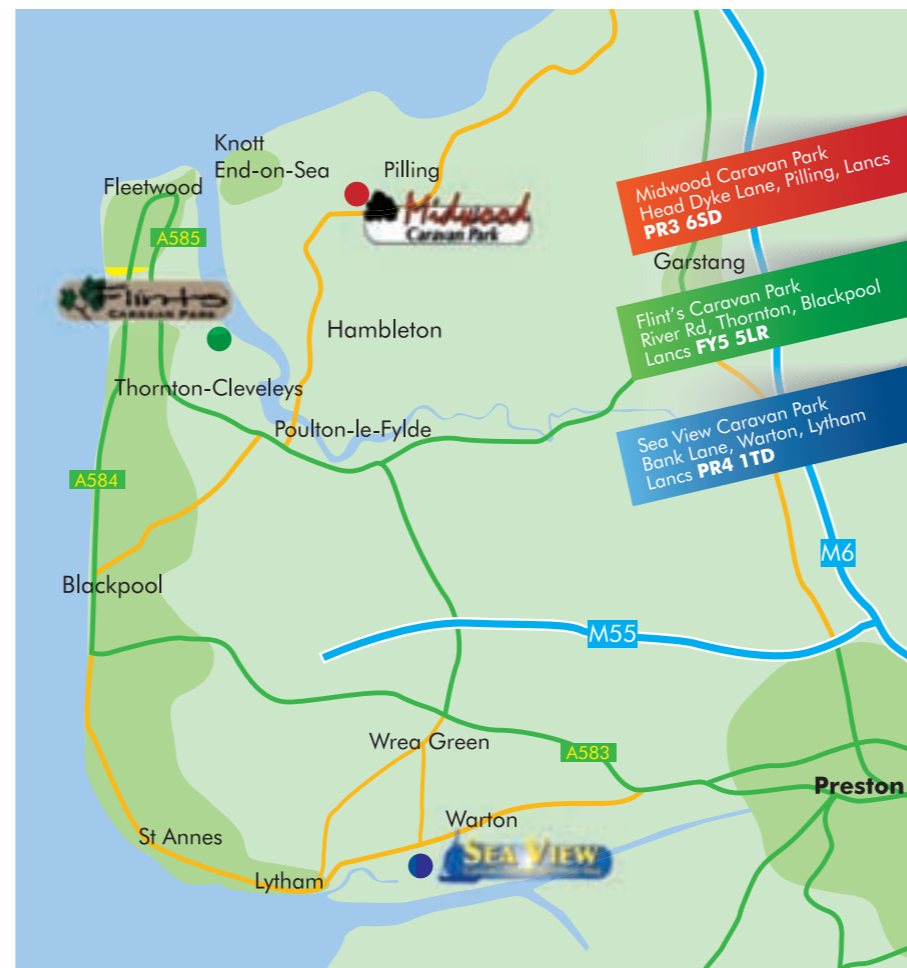 Knott
End-on-Sea
Pilling
Fleetwood
Midwood
Caravan Park
A585
Midwood Caravan Park
Head Dyke Lane, Pilling, Lancs
PR3 6SD
Garstang
Flints
CARAVAN PARK
Hambleton
Flint's Caravan Park
River Rd, Thornton, Blackpool
Lancs FY5 5LR
Thornton-Cleveleys
Poulton-le-Fylde
Sea View Caravan Park
Bank Lane, Warton, Lytham
Lancs PR4 1TD
A584
M6
Blackpool
M55
Wrea Green
A583
Preston
Warton
St Annes
SEA VIEW
Lytham